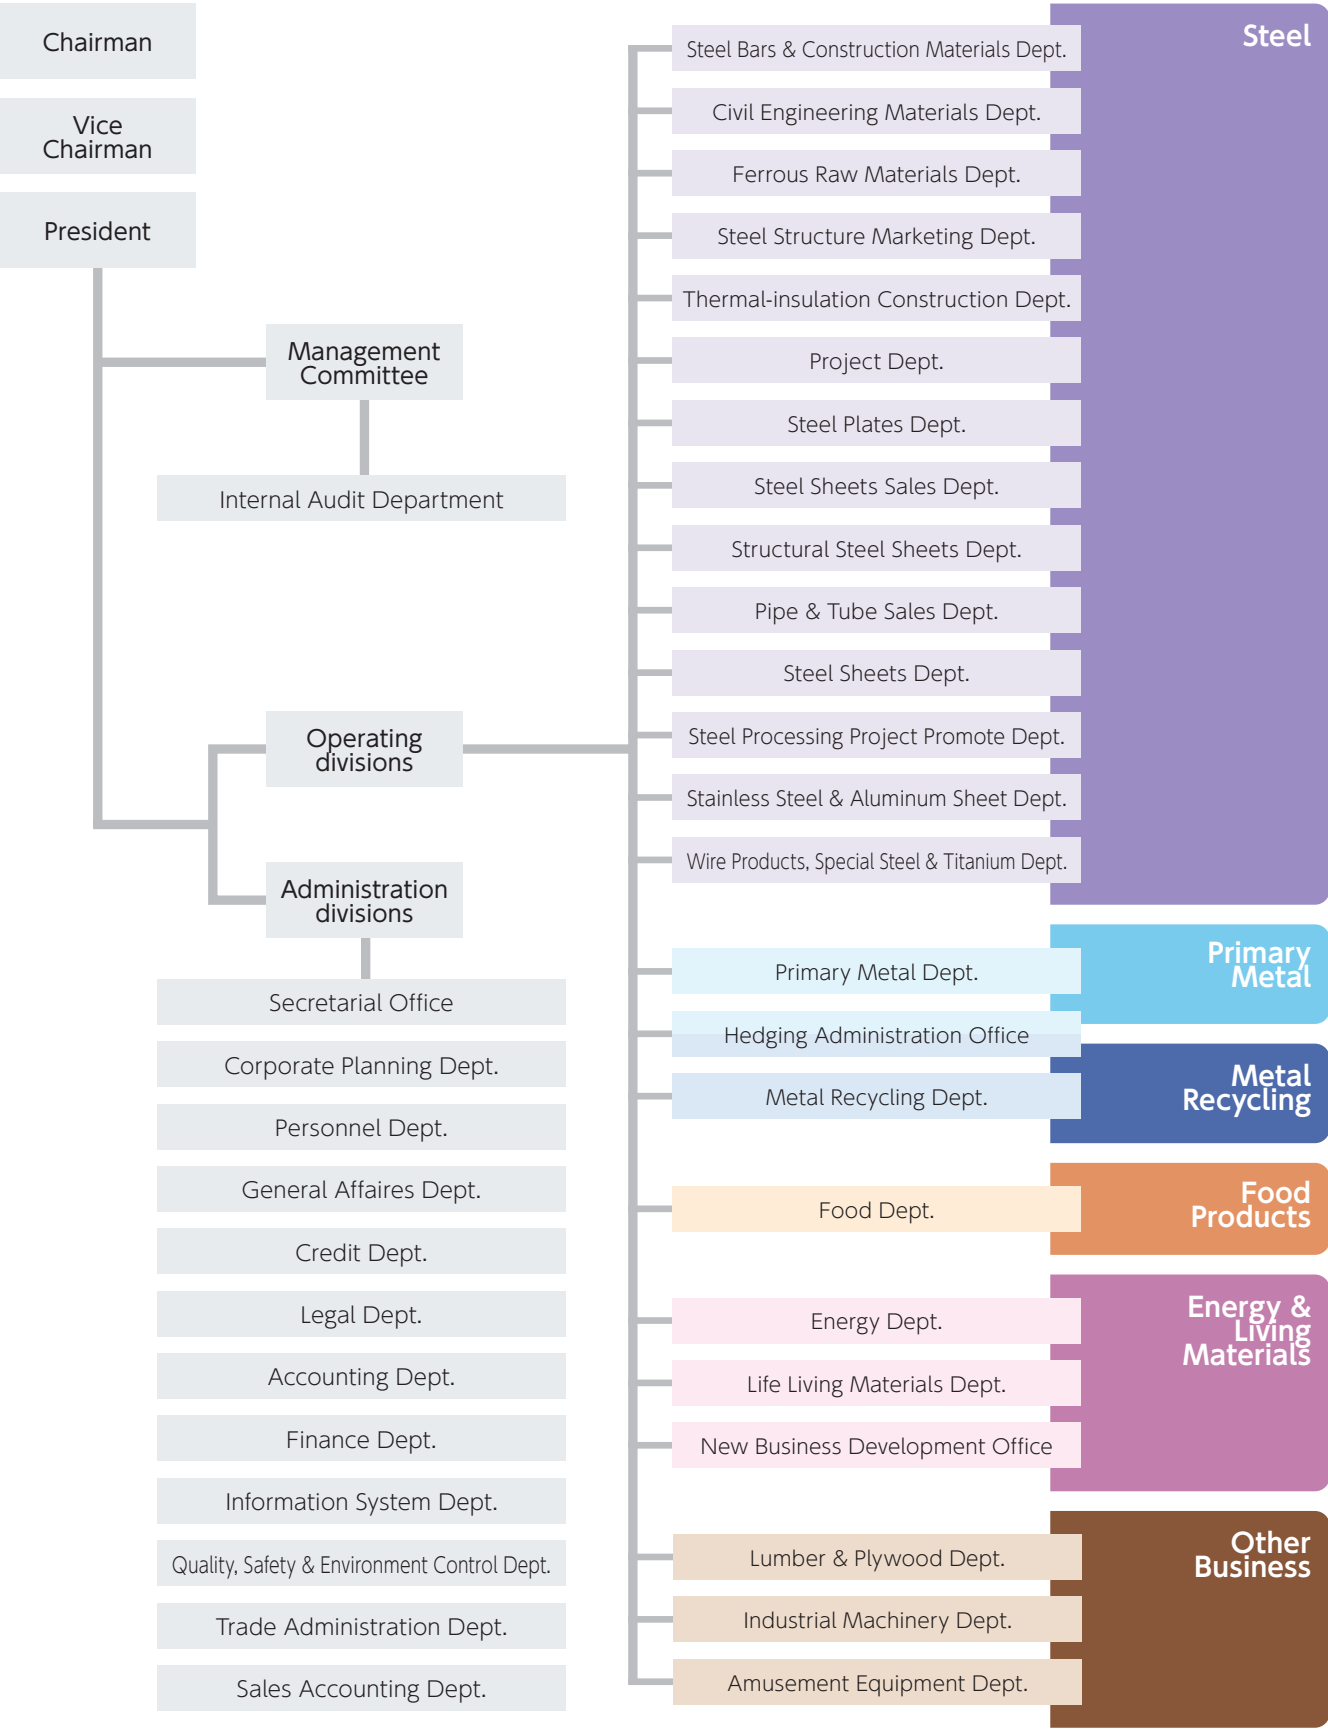 Chairman
Vice
Chairman
President
Management
Committee
Internal Audit Department
Operating
divisions
Administration
divisions
Secretarial Office
Corporate Planning Dept.
Personnel Dept.
General Affaires Dept.
Credit Dept.
Legal Dept.
Accounting Dept.
Finance Dept.
Information System Dept.
Quality, Safety & Environment Control Dept.
Trade Administration Dept.
Sales Accounting Dept.
Steel
Steel Bars & Construction Materials Dept.
Civil Engineering Materials Dept.
Ferrous Raw Materials Dept.
Steel Structure Marketing Dept.
Thermal-insulation Construction Dept.
Project Dept.
Steel Plates Dept.
Steel Sheets Sales Dept.
Structural Steel Sheets Dept.
Pipe & Tube Sales Dept.
Steel Sheets Dept.
Steel Processing Project Promote Dept.
Stainless Steel & Aluminum Sheet Dept.
Wire Products, Special Steel & Titanium Dept.
Primary
Metal
Primary Metal Dept.
Hedging Administration Office
Metal
Recycling
Metal Recycling Dept.
Food
Products
Food Dept.
Energy &
Living
Materials
Energy Dept.
Life Living Materials Dept.
New Business Development Office
Other
Business
Lumber & Plywood Dept.
Industrial Machinery Dept.
Amusement Equipment Dept.